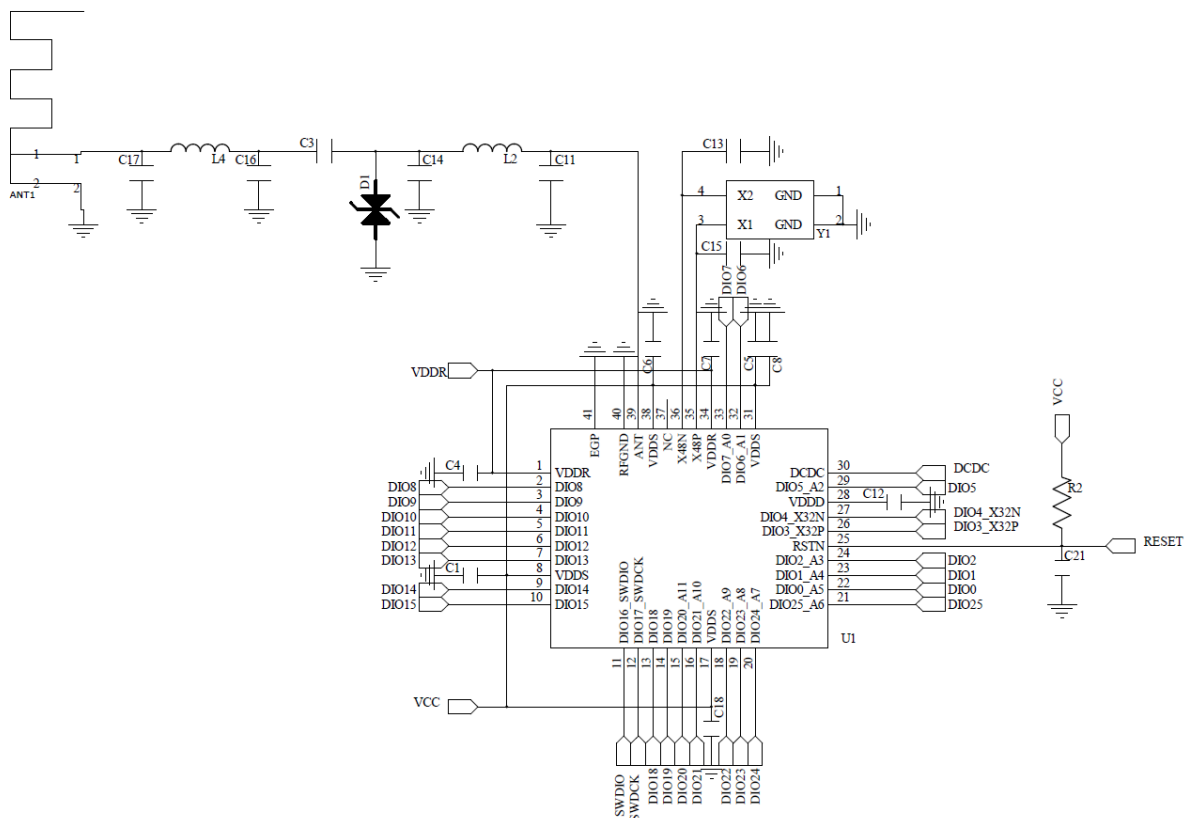 1
1
2
2
ANT1
C17
L4
C16
C3
D1
C14
L2
C11
C13
4
X2
GND
1
3
X1
GND
2
Y1
C15
DIO7
DIO6
C6
C7
C5
C8
VDDR
VCC
41
40
39
38
37
36
35
34
33
32
31
EGP
RFGND
ANT
VDDS
NC
X48N
X48P
VDDR
DIO7_A0
DIO6_A1
VDDS
C4
1
VDDR
DIO8
2
DIO8
DIO9
3
DIO9
DIO10
4
DIO10
DIO11
5
DIO11
DIO12
6
DIO12
DIO13
7
DIO13
C1
8
VDDS
DIO14
9
DIO14
DIO15
10
DIO15
DCDC
30
DCDC
DIO5_A2
29
DIO5
VDDD
28
C12
DIO4_X32N
27
DIO4_X32N
DIO3_X32P
26
DIO3_X32P
RSTN
25
RESET
DIO2_A3
24
DIO2
DIO1_A4
23
DIO1
DIO0_A5
22
DIO0
DIO25_A6
21
DIO25
R2
C21
U1
DIO16_SWDIO
DIO17_SWDCK
DIO18
DIO19
DIO20_A11
DIO21_A10
VDDS
DIO22_A9
DIO23_A8
DIO24_A7
11
12
13
14
15
16
17
18
19
20
VCC
C18
SWDIO
SWDCK
DIO18
DIO19
DIO20
DIO21
DIO22
DIO23
DIO24